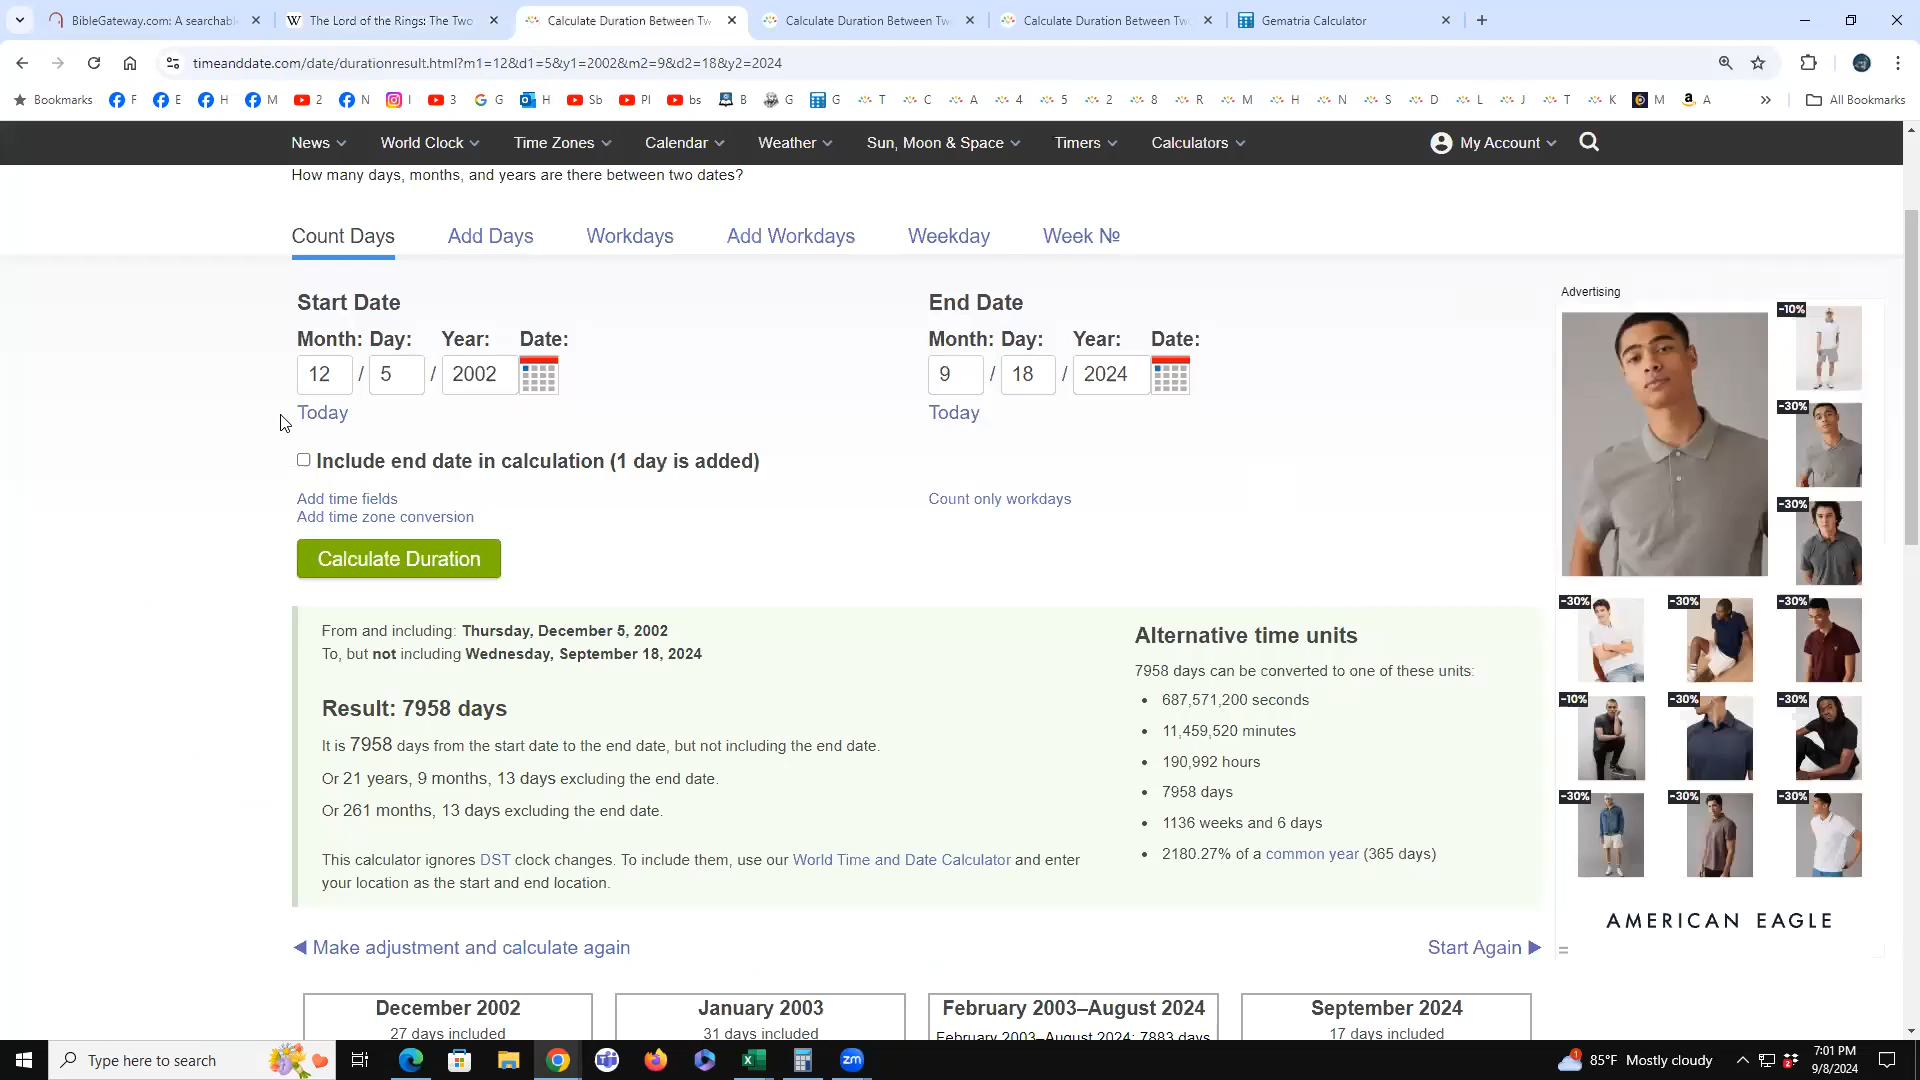 BibleGateway.com: A searchabl
The Lord of the Rings: The Two
Calculate Duration Between Tw
Calculate Duration Between Tw
Calculate Duration Between Tw
Gematria Calculator
timeanddate.com/date/durationresult.html?m1=12&d1=5&y1=2002&m2=9&d2=18&y2=2024
Bookmarks F E H M 2 N I 3 G H Sb Pl bs B G G T C A 4 5 2 8 R M H N S D L J T K M A » All Bookmarks
News World Clock Time Zones Calendar Weather Sun, Moon & Space Timers Calculators My Account
How many days, months, and years are there between two dates?
Count Days Add Days Workdays Add Workdays Weekday Week №
Start Date
Month: Day: Year: Date:
12 / 5 / 2002
Today
End Date
Month: Day: Year: Date:
9 / 18 / 2024
Today
Include end date in calculation (1 day is added)
Add time fields
Add time zone conversion
Count only workdays
Calculate Duration
From and including: Thursday, December 5, 2002
To, but not including Wednesday, September 18, 2024
Result: 7958 days
It is 7958 days from the start date to the end date, but not including the end date.
Or 21 years, 9 months, 13 days excluding the end date.
Or 261 months, 13 days excluding the end date.
This calculator ignores DST clock changes. To include them, use our World Time and Date Calculator and enter
your location as the start and end location.
Alternative time units
7958 days can be converted to one of these units:
• 687,571,200 seconds
• 11,459,520 minutes
• 190,992 hours
• 7958 days
• 1136 weeks and 6 days
• 2180.27% of a common year (365 days)
◀ Make adjustment and calculate again
Start Again ▶
December 2002
27 days included
January 2003
31 days included
February 2003–August 2024
February 2003–August 2024: 7883 days
September 2024
17 days included
Advertising
-10%
-30%
-30%
-30% -30% -30%
-10% -30% -30%
-30% -30% -30%
AMERICAN EAGLE
Type here to search
zm
1
85°F Mostly cloudy
2
7:01 PM
9/8/2024